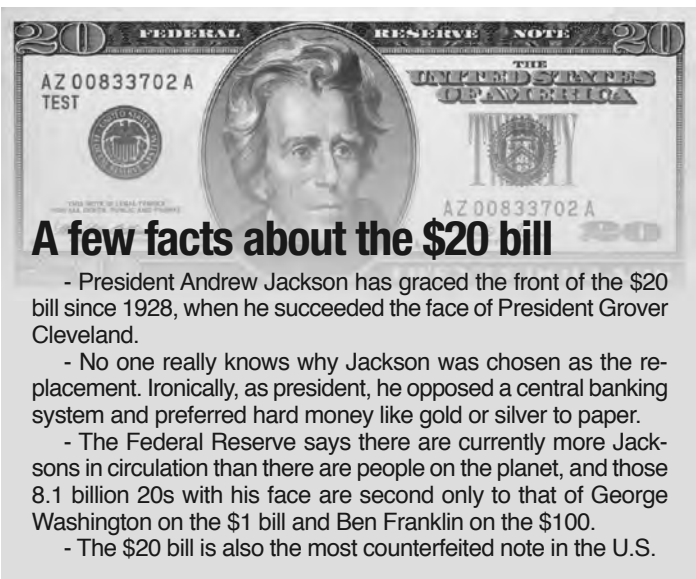 20 FEDERAL RESERVE NOTE 20
THE
UNITED STATES
OF AMERICA
AZ 00833702 A
TEST
AZ 00833702 A
A few facts about the $20 bill
- President Andrew Jackson has graced the front of the $20
bill since 1928, when he succeeded the face of President Grover
Cleveland.
- No one really knows why Jackson was chosen as the re-
placement. Ironically, as president, he opposed a central banking
system and preferred hard money like gold or silver to paper.
- The Federal Reserve says there are currently more Jack-
sons in circulation than there are people on the planet, and those
8.1 billion 20s with his face are second only to that of George
Washington on the $1 bill and Ben Franklin on the $100.
- The $20 bill is also the most counterfeited note in the U.S.